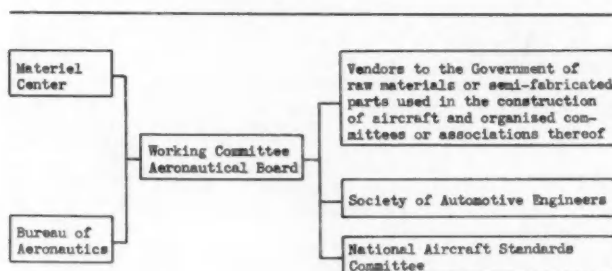 Materiel
Center
Vendors to the Government of
raw materials or semi-fabricated
parts used in the construction
of aircraft and organized com-
mittees or associations thereof
Working Committee
Aeronautical Board
Society of Automotive Engineers
Bureau of
Aeronautics
National Aircraft Standards
Committee